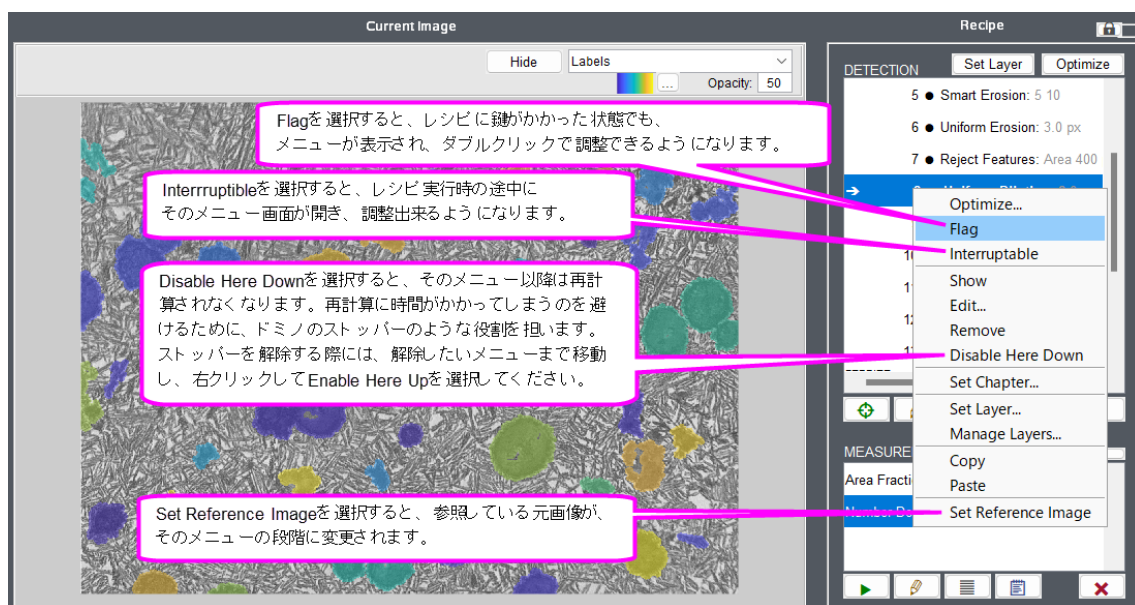 Current Image
Recipe
Hide
Labels
...
Opacity: 50
DETECTION
Set Layer
Optimize
5 ● Smart Erosion: 5 10
6 ● Uniform Erosion: 3.0 px
7 ● Reject Features: Area 400
Flagを選択すると、レシピに鍵がかかった状態でも、
メニューが表示され、ダブルクリックで調整できるようになります。
Interrruptibleを選択すると、レシピ実行時の途中に
そのメニュー画面が開き、調整出来るようになります。
Disable Here Downを選択すると、そのメニュー以降は再計
算されなくなります。再計算に時間がかかってしまうのを避
けるために、ドミノのストッパーのような役割を担います。
ストッパーを解除する際には、解除したいメニューまで移動
し、右クリックしてEnable Here Upを選択してください。
Set Reference Imageを選択すると、参照している元画像が、
そのメニューの段階に変更されます。
Optimize...
Flag
Interruptable
Show
Edit...
Remove
Disable Here Down
Set Chapter...
Set Layer...
Manage Layers...
Copy
Paste
Set Reference Image
MEASURE
Area Fracti